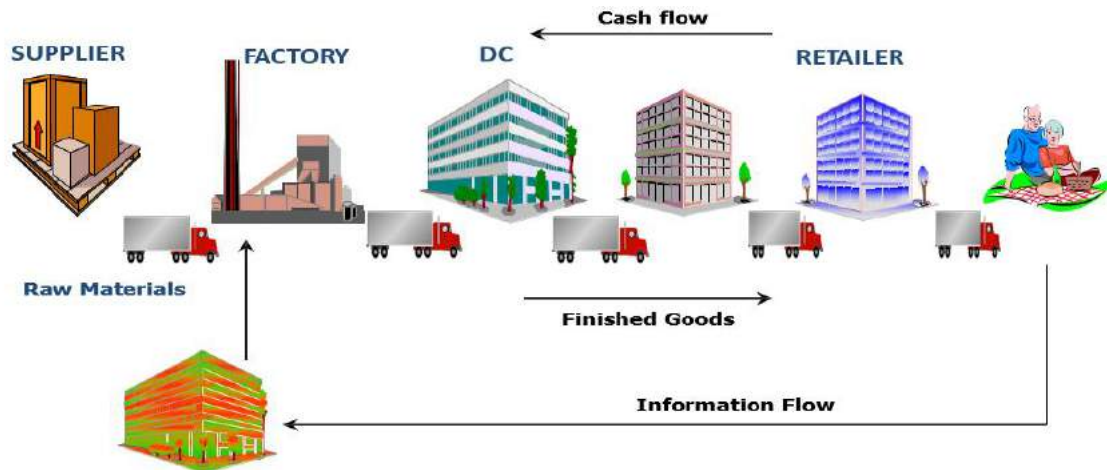 Cash flow
SUPPLIER
FACTORY
DC
RETAILER
Raw Materials
Finished Goods
Information Flow